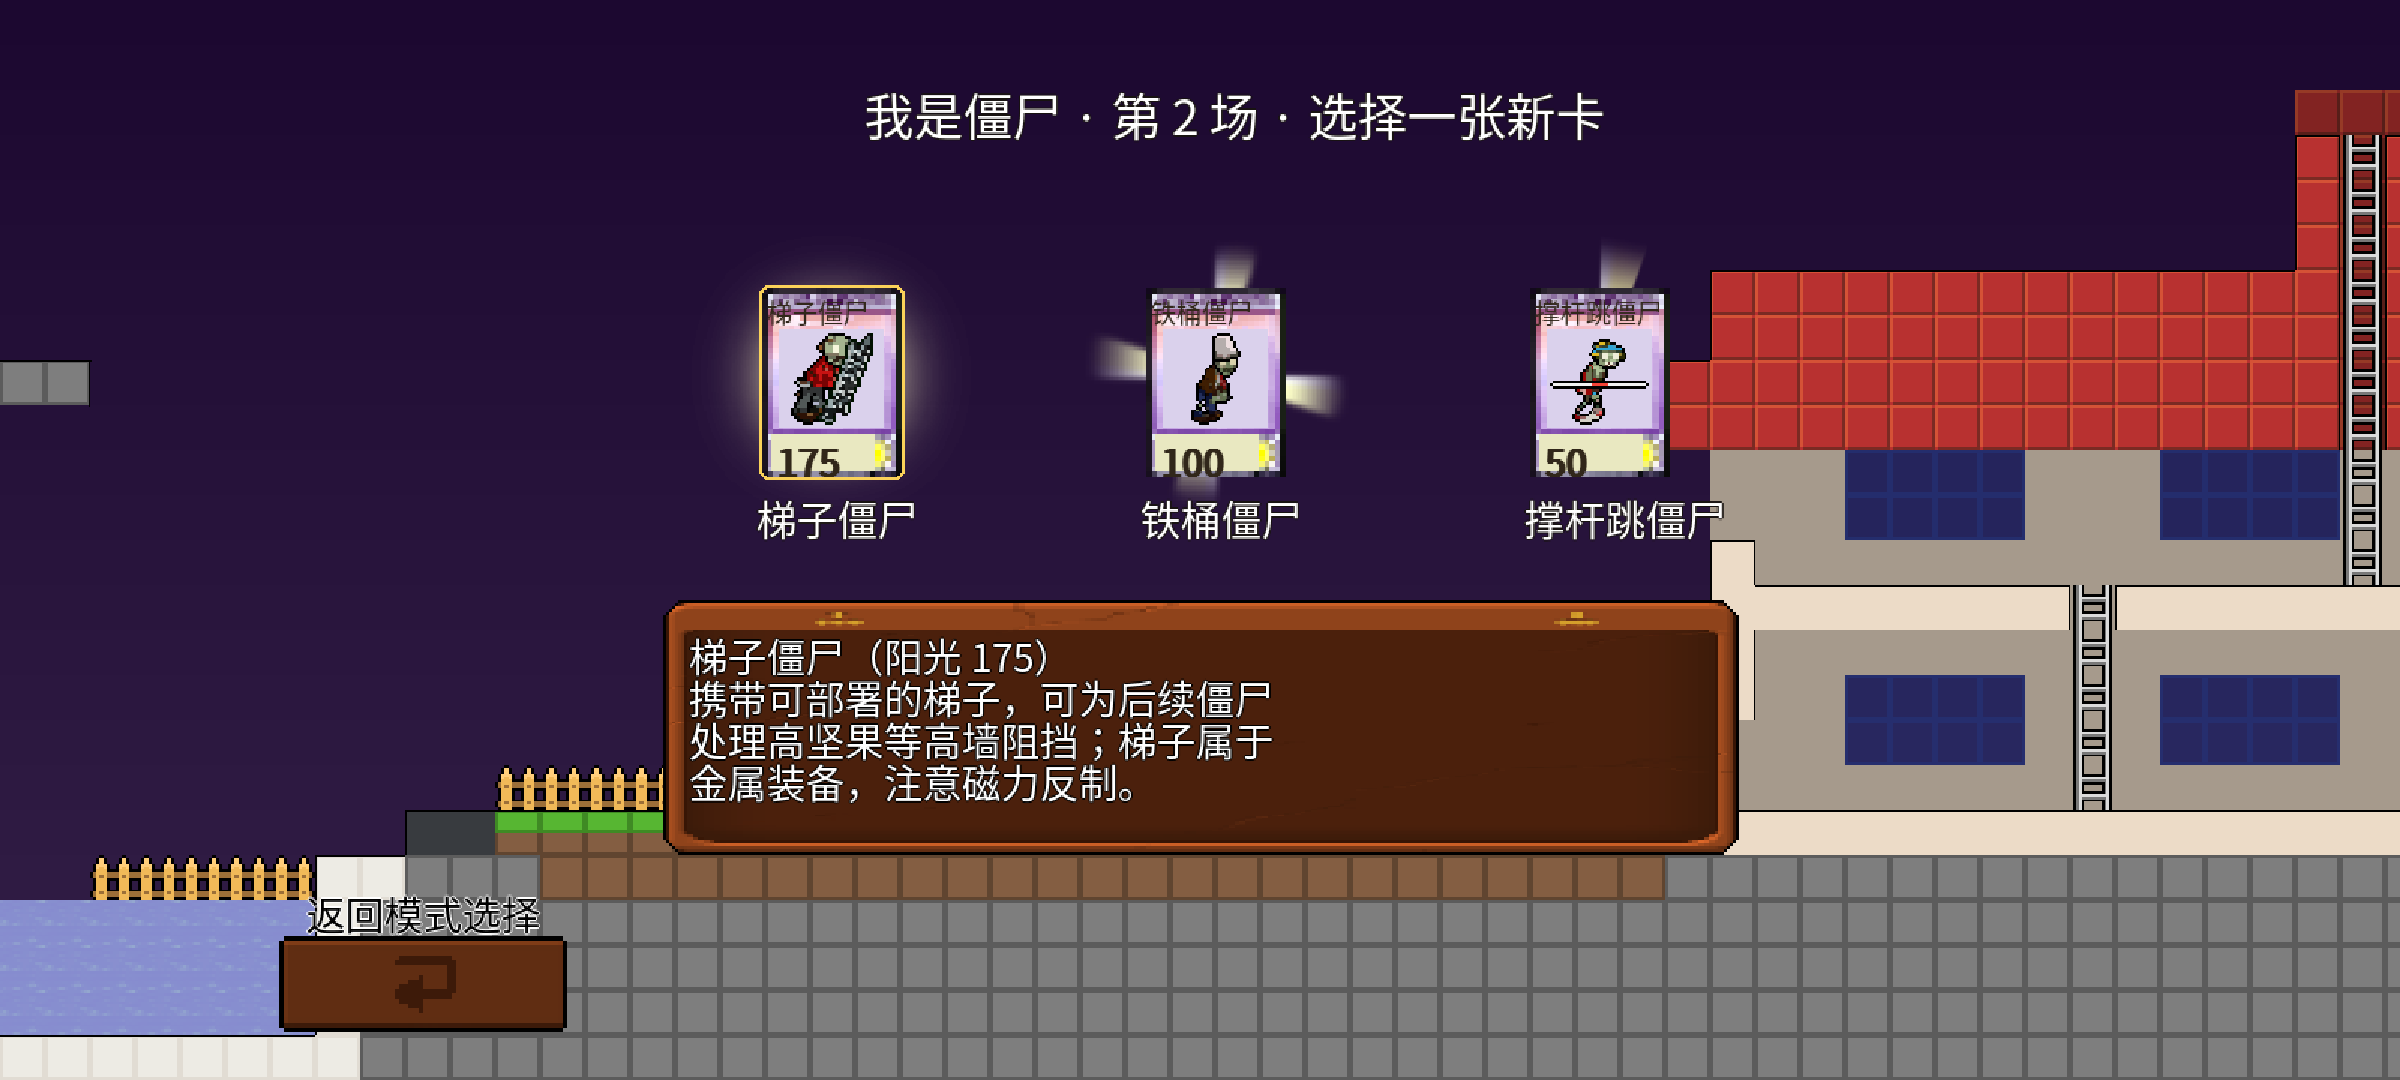 我是僵尸 · 第 2 场 · 选择一张新卡
梯子僵尸
铁桶僵尸
撑杆跳僵尸
175
100
50
梯子僵尸
铁桶僵尸
撑杆跳僵尸
梯子僵尸（阳光 175）
携带可部署的梯子，可为后续僵尸
处理高坚果等高墙阻挡；梯子属于
金属装备，注意磁力反制。
返回模式选择